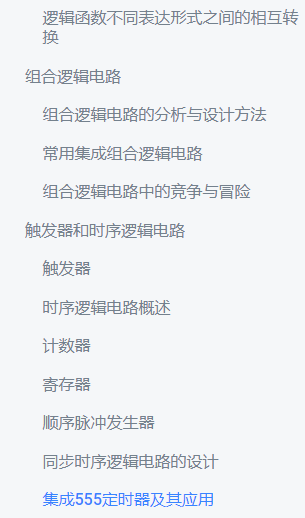 逻辑函数不同表达形式之间的相互转
换
组合逻辑电路
组合逻辑电路的分析与设计方法
常用集成组合逻辑电路
组合逻辑电路中的竞争与冒险
触发器和时序逻辑电路
触发器
时序逻辑电路概述
计数器
寄存器
顺序脉冲发生器
同步时序逻辑电路的设计
集成555定时器及其应用